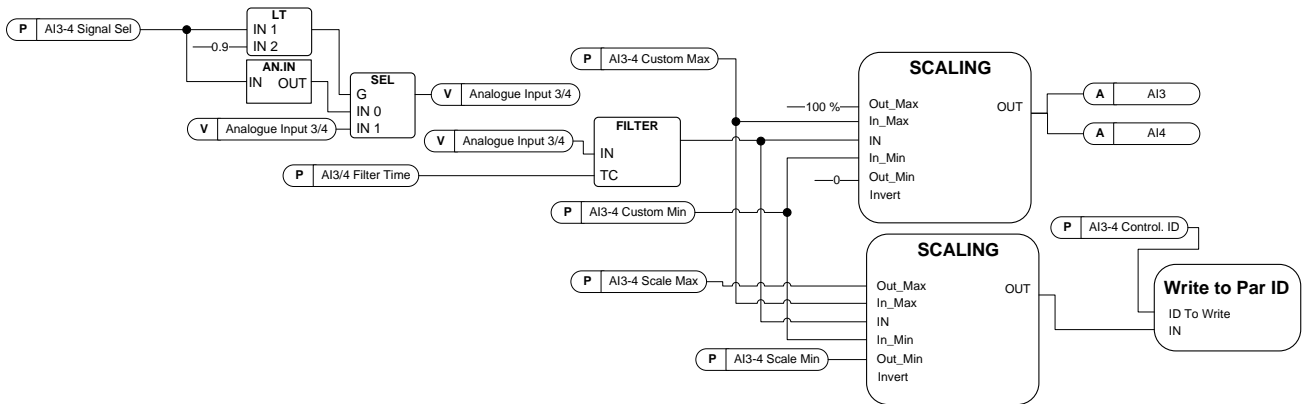 LT
P AI3-4 Signal Sel
IN 1
0.9
IN 2
AN.IN
IN OUT
SEL
G
IN 0
IN 1
V Analogue Input 3/4
V Analogue Input 3/4
P AI3-4 Custom Max
V Analogue Input 3/4
FILTER
IN
TC
P AI3/4 Filter Time
P AI3-4 Custom Min
SCALING
100 %
Out_Max
In_Max
IN
In_Min
0
Out_Min
Invert
OUT
A AI3
A AI4
P AI3-4 Control. ID
SCALING
P AI3-4 Scale Max
Out_Max
In_Max
IN
In_Min
P AI3-4 Scale Min
Out_Min
Invert
OUT
Write to Par ID
ID To Write
IN